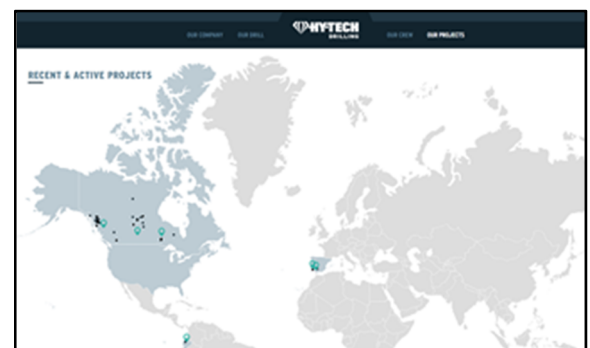 OUR COMPANY OUR DRILL HY-TECH DRILLING OUR CREW OUR PROJECTS
RECENT & ACTIVE PROJECTS